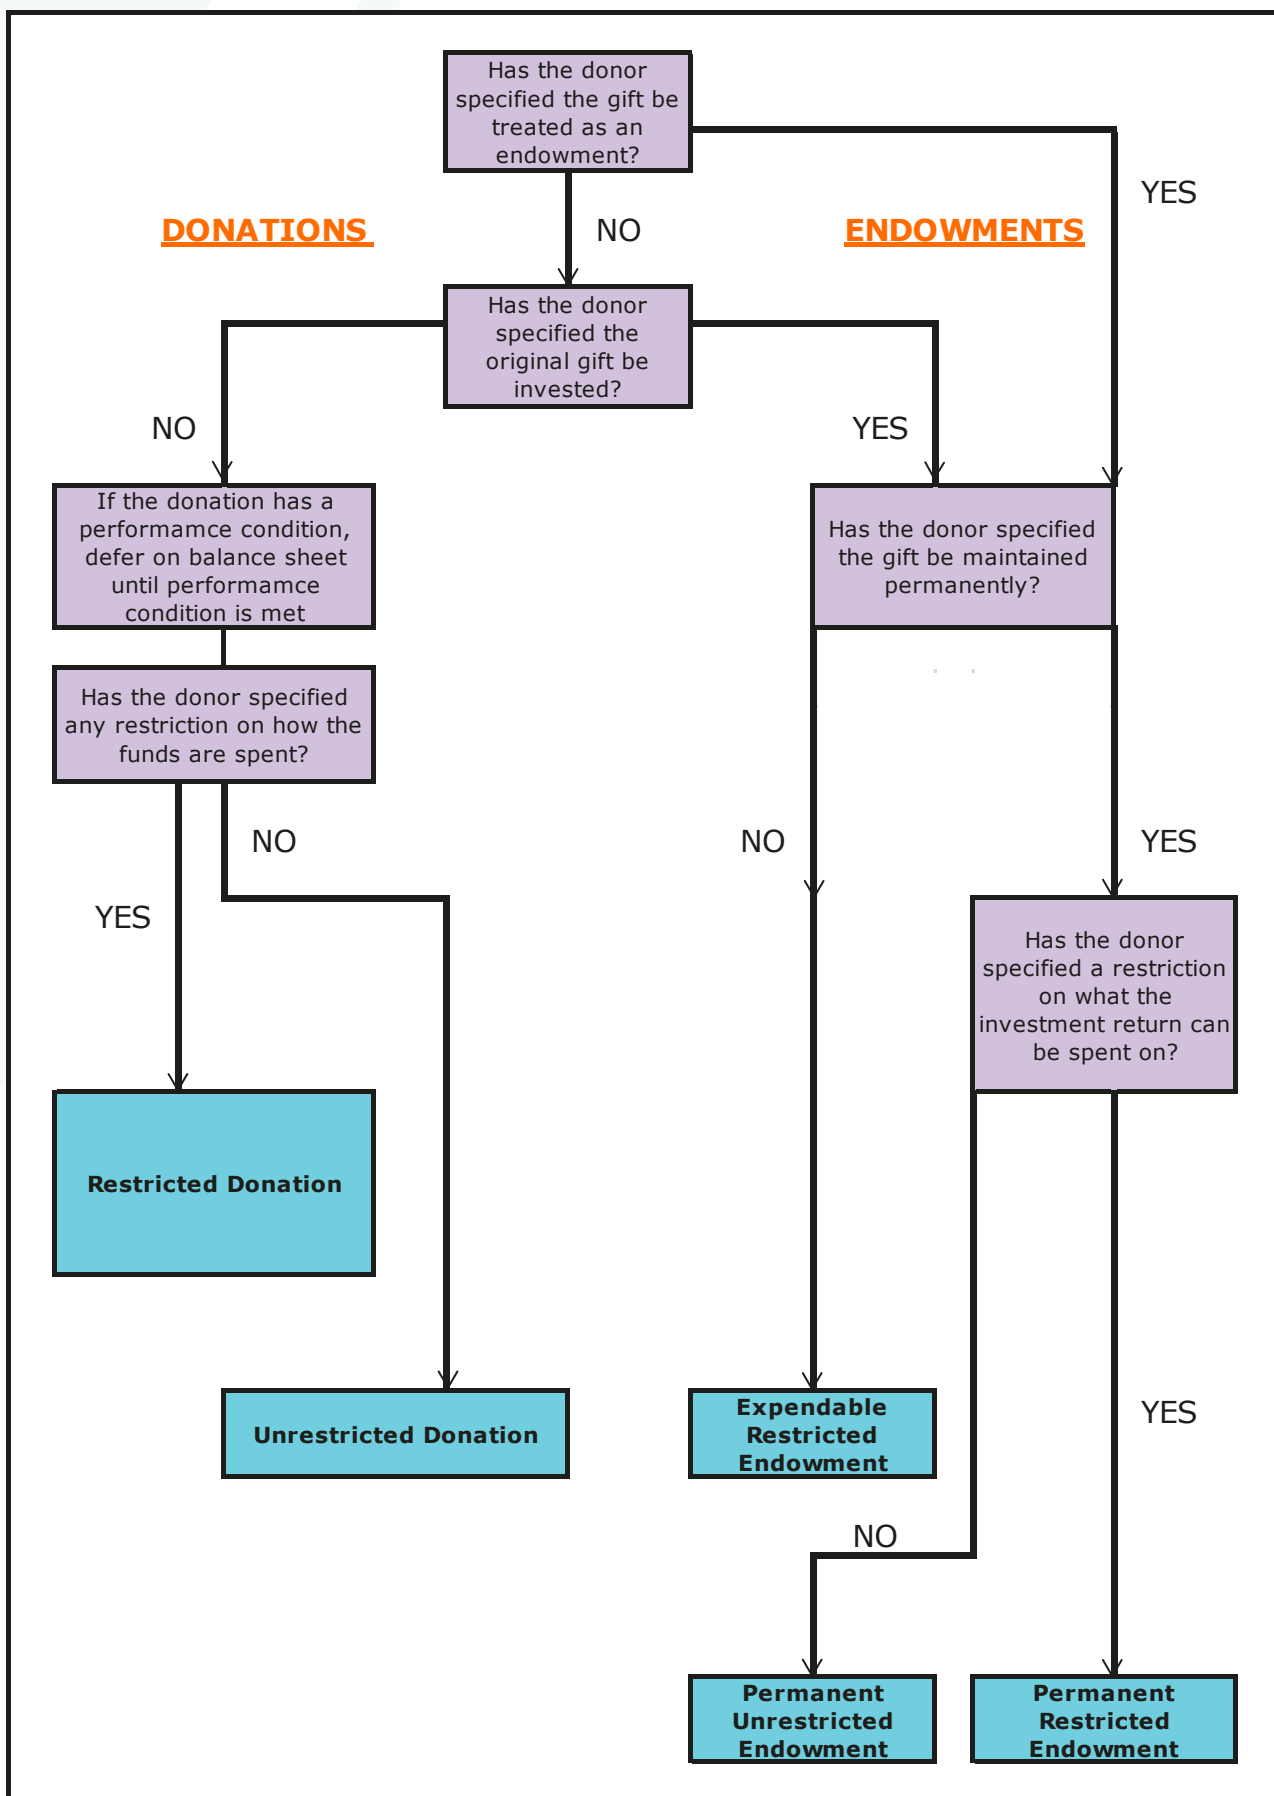 Has the donor
specified the gift be
treated as an
endowment?
YES
DONATIONS
NO
ENDOWMENTS
Has the donor
specified the
original gift be
invested?
NO
YES
If the donation has a
performamce condition,
defer on balance sheet
until performamce
condition is met
Has the donor specified
the gift be maintained
permanently?
Has the donor specified
any restriction on how the
funds are spent?
NO
NO
YES
YES
Has the donor
specified a restriction
on what the
investment return can
be spent on?
Restricted Donation
Unrestricted Donation
Expendable
Restricted
Endowment
YES
NO
Permanent
Unrestricted
Endowment
Permanent
Restricted
Endowment